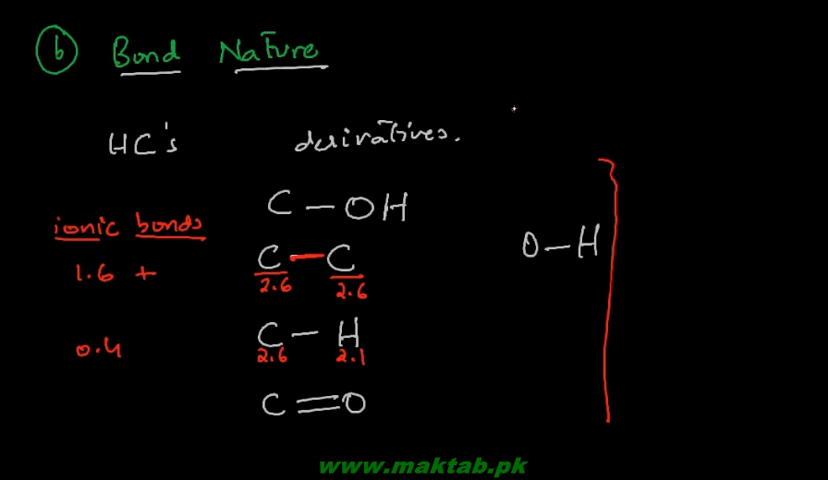 b Bond Nature
HC's derivatives.
C – OH
ionic bonds
O – H
C – C
1.6 +
2.6 2.6
C – H
0.4
2.6 2.1
C = O
www.maktab.pk